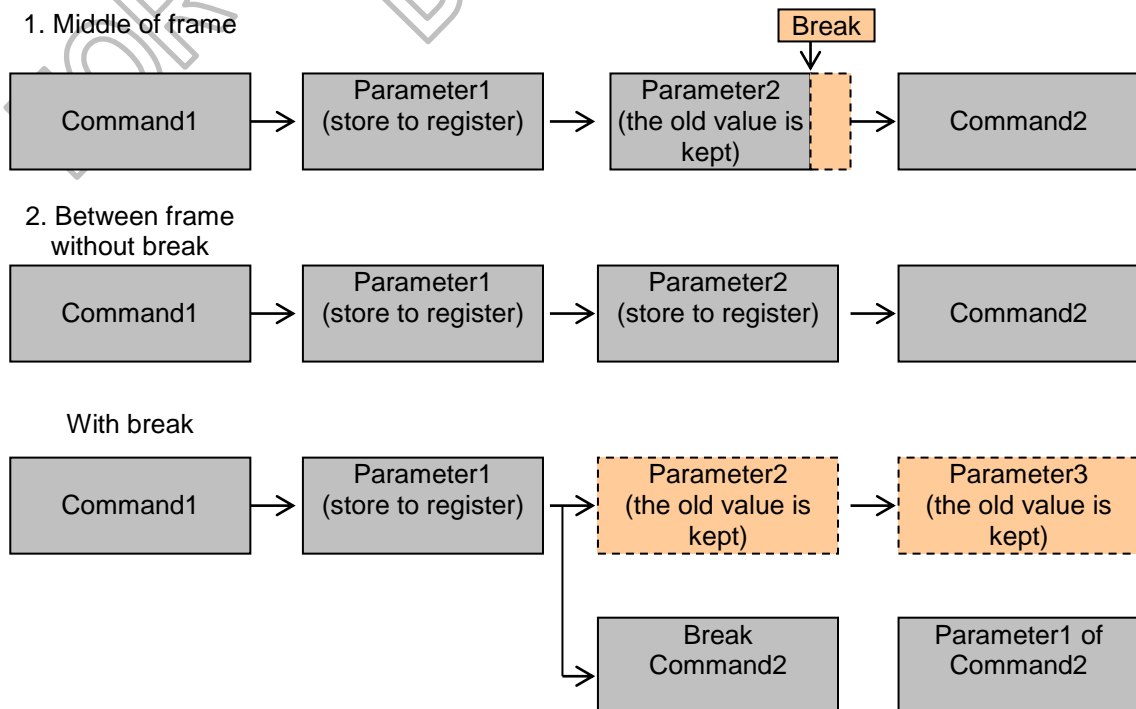 1. Middle of frame
Break
Command1
Parameter1
(store to register)
Parameter2
(the old value is
kept)
Command2
2. Between frame
without break
Command1
Parameter1
(store to register)
Parameter2
(store to register)
Command2
With break
Command1
Parameter1
(store to register)
Parameter2
(the old value is
kept)
Parameter3
(the old value is
kept)
Break
Command2
Parameter1 of
Command2